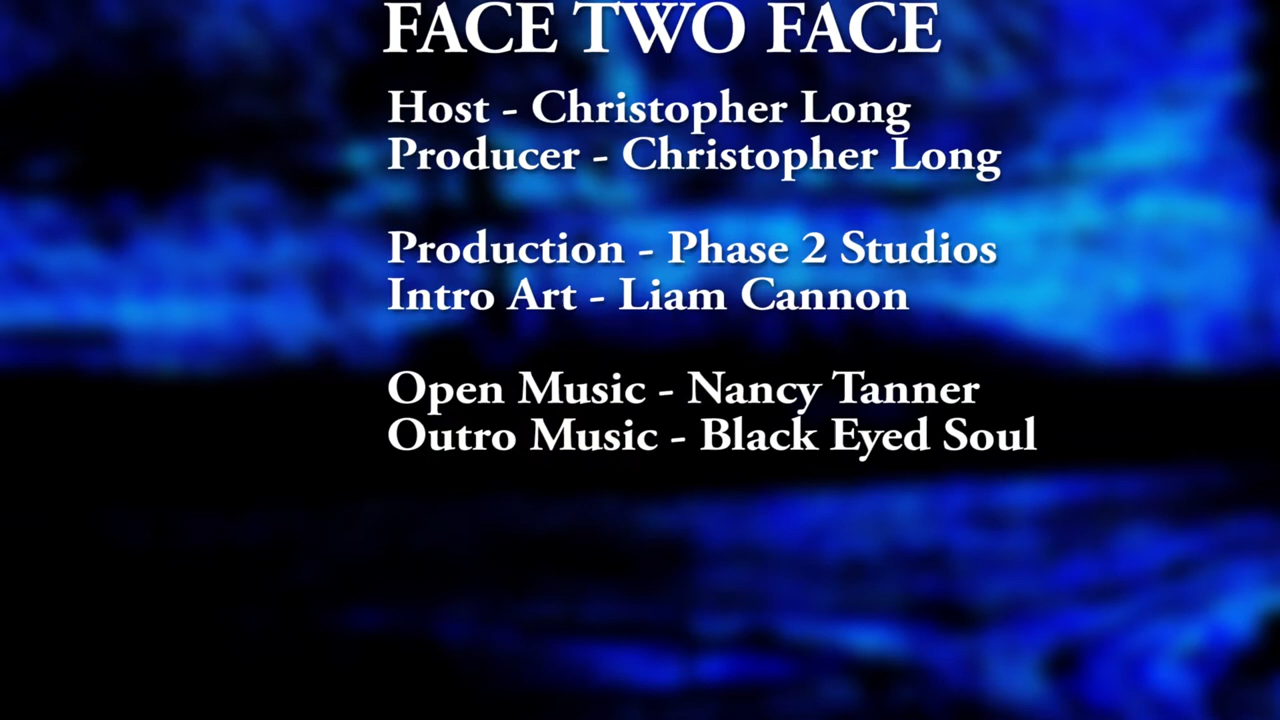 FACE TWO FACE
Host - Christopher Long
Producer - Christopher Long
Production - Phase 2 Studios
Intro Art - Liam Cannon
Open Music - Nancy Tanner
Outro Music - Black Eyed Soul